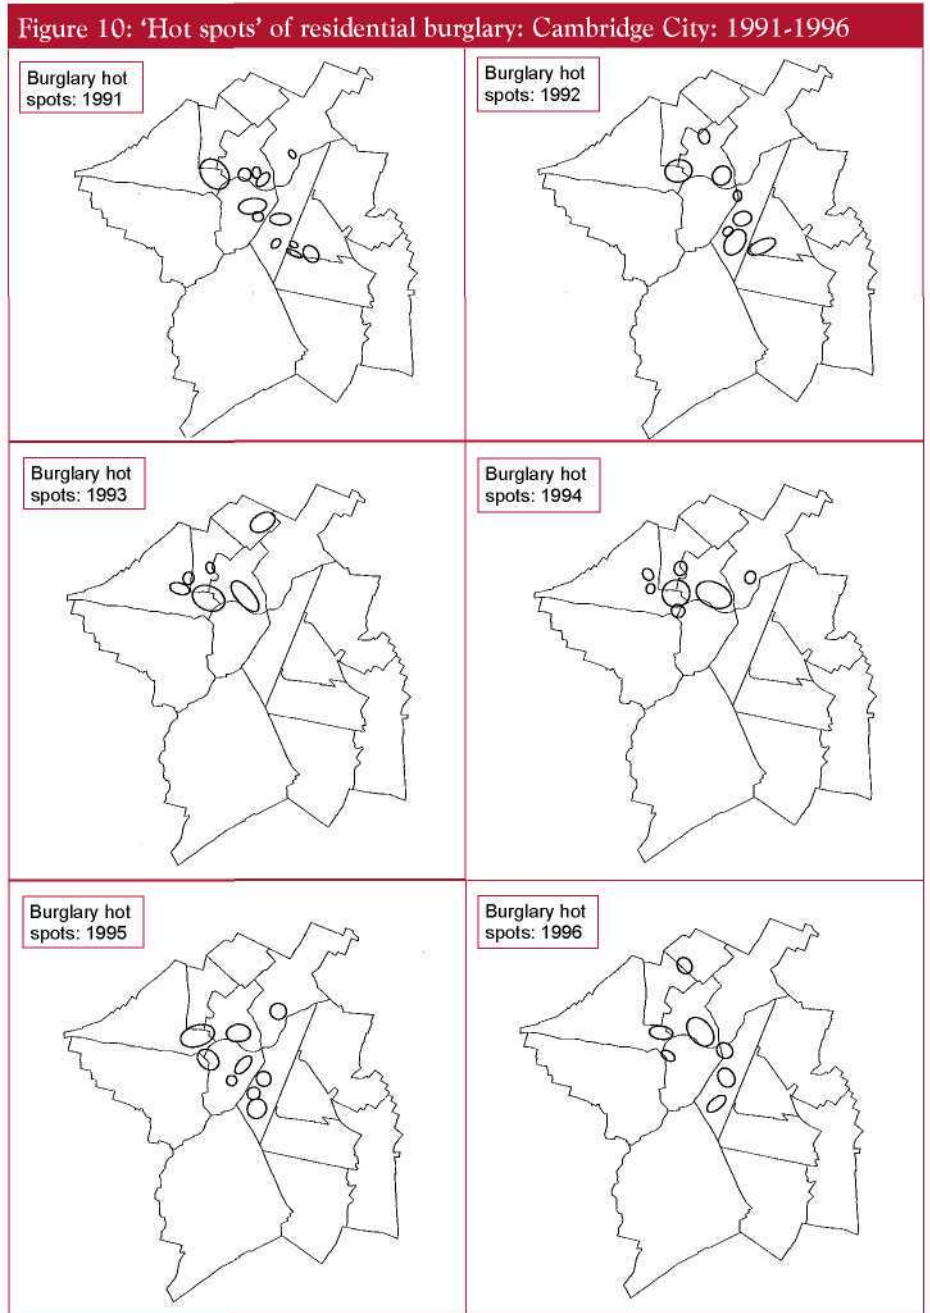 Figure 10: ‘Hot spots’ of residential burglary: Cambridge City: 1991-1996
Burglary hot
spots: 1991
Burglary hot
spots: 1992
Burglary hot
spots: 1993
Burglary hot
spots: 1994
Burglary hot
spots: 1995
Burglary hot
spots: 1996